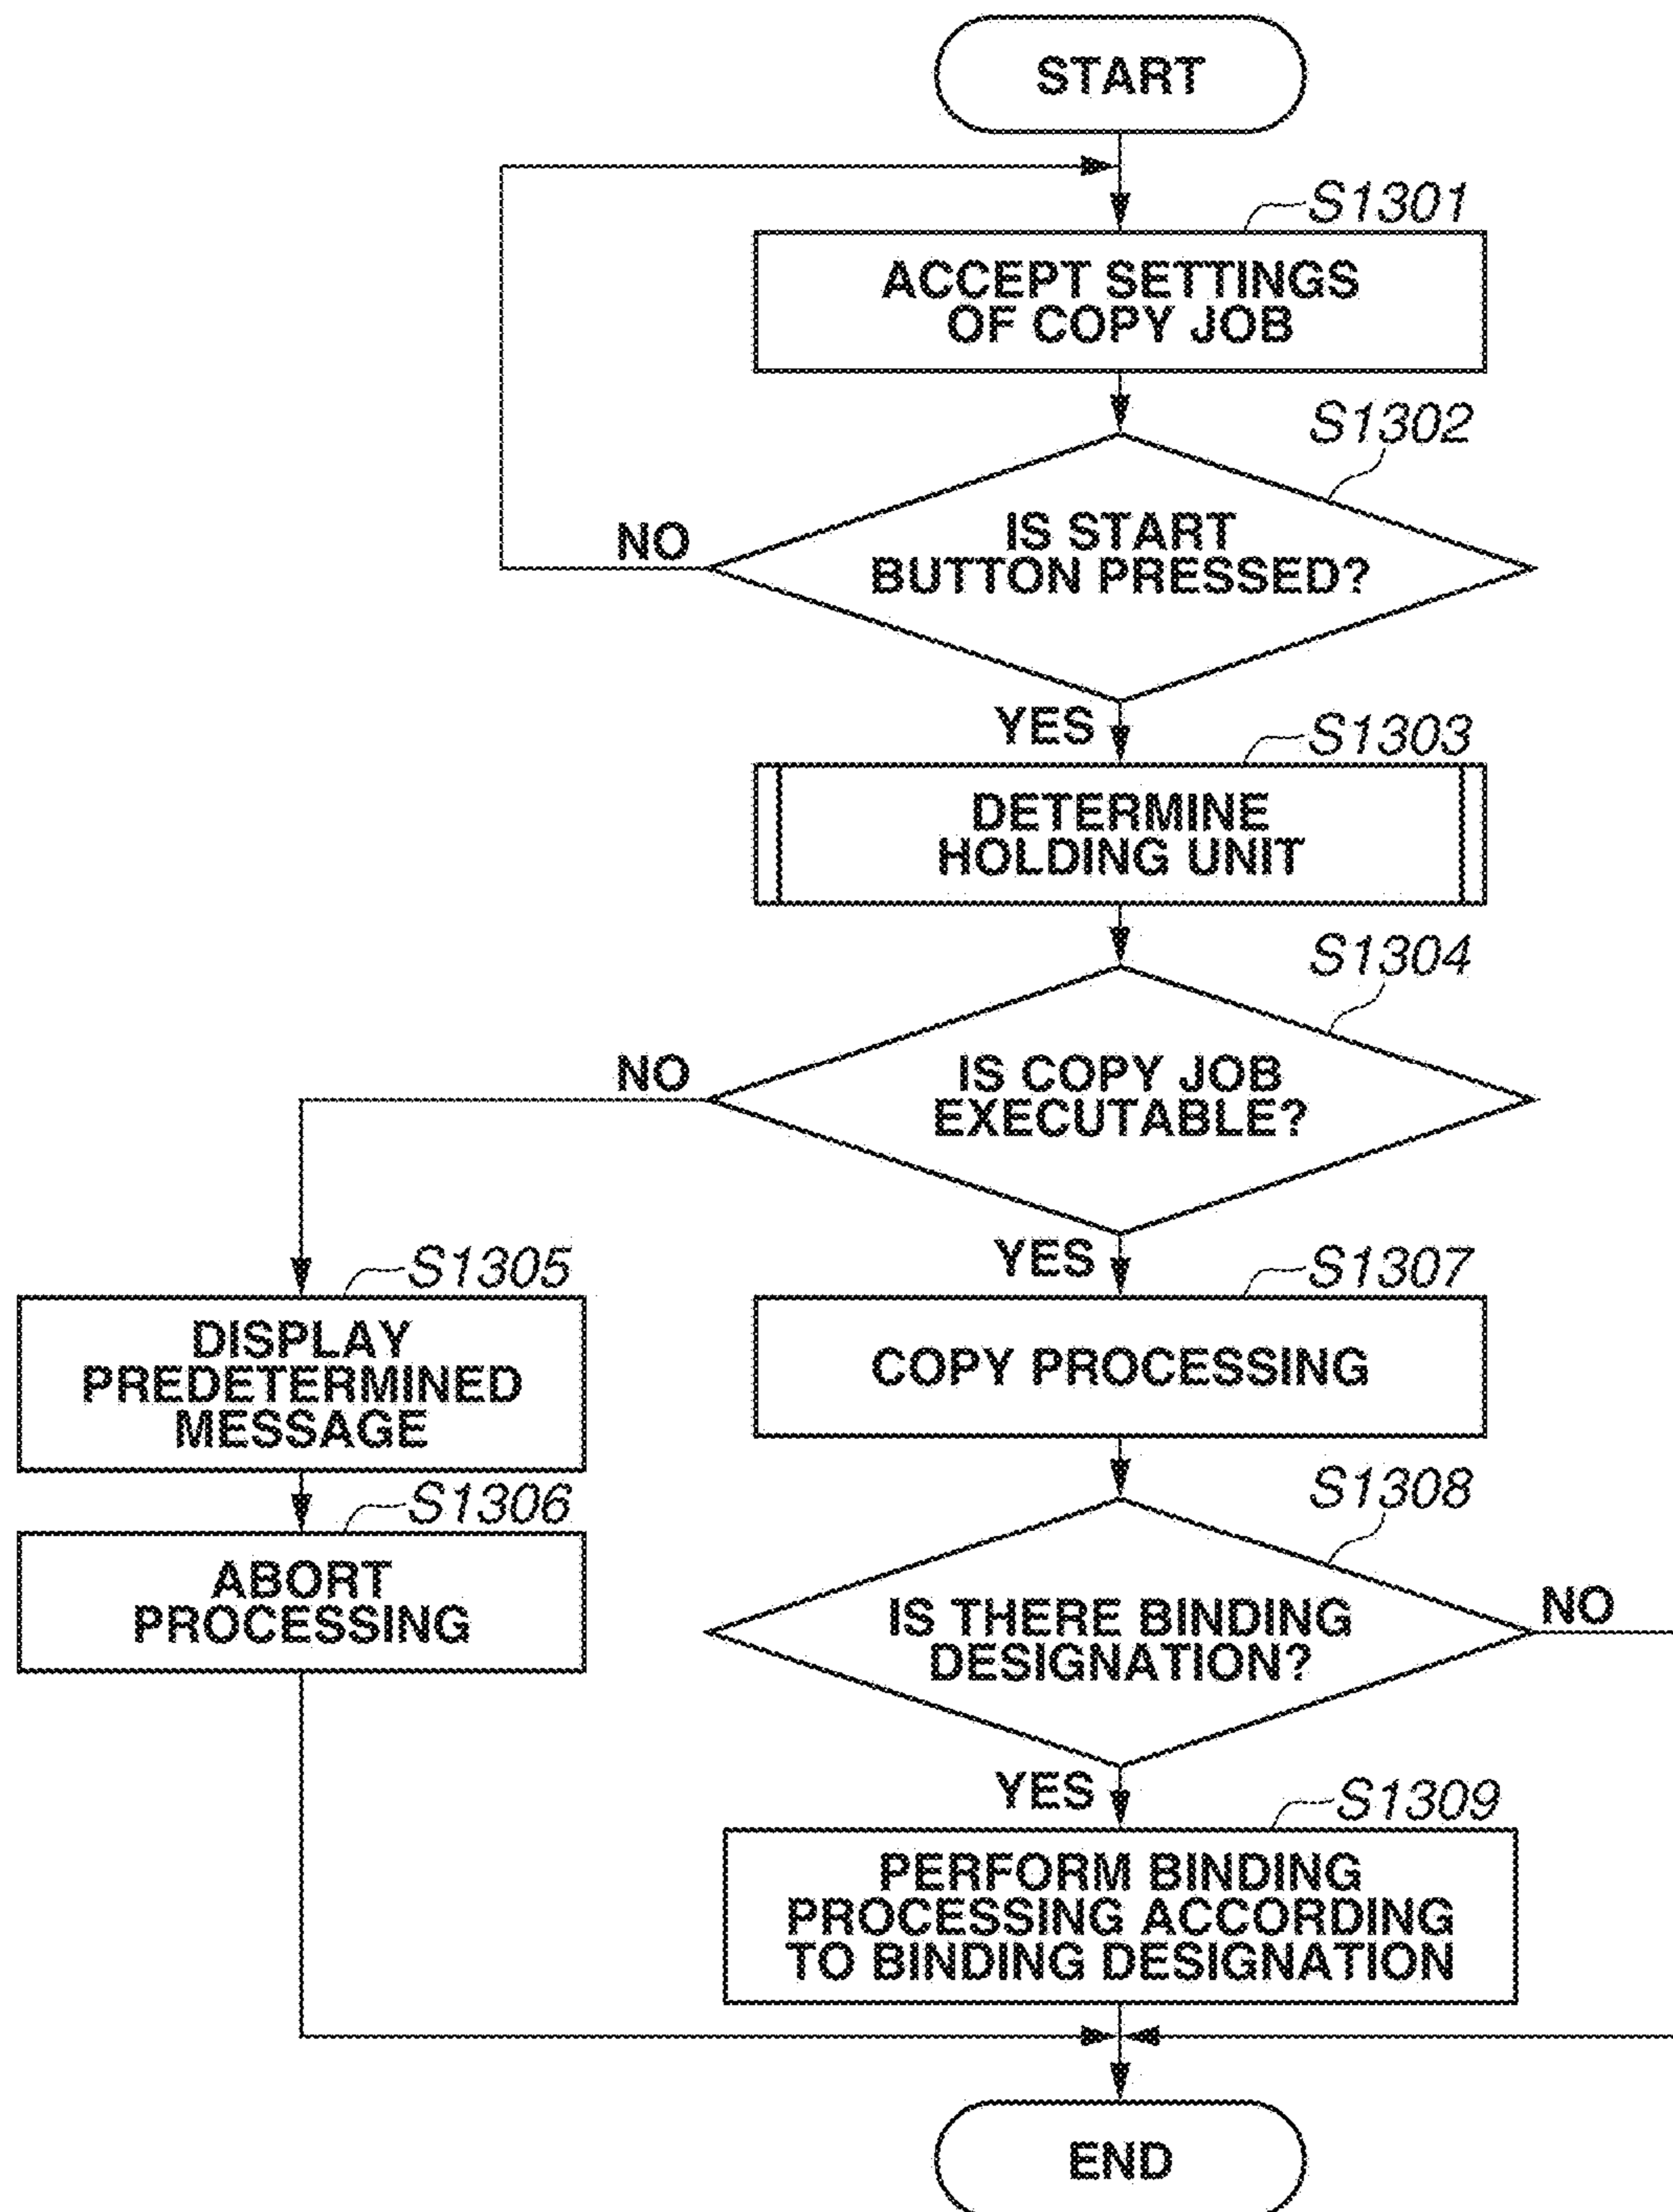 START
S1301
ACCEPT SETTINGS
OF COPY JOB
S1302
IS START
BUTTON PRESSED?
NO
YES
S1303
DETERMINE
HOLDING UNIT
S1304
IS COPY JOB
EXECUTABLE?
NO
YES
S1305
DISPLAY
PREDETERMINED
MESSAGE
S1306
ABORT
PROCESSING
S1307
COPY PROCESSING
S1308
IS THERE BINDING
DESIGNATION?
NO
YES
S1309
PERFORM BINDING
PROCESSING ACCORDING
TO BINDING DESIGNATION
END